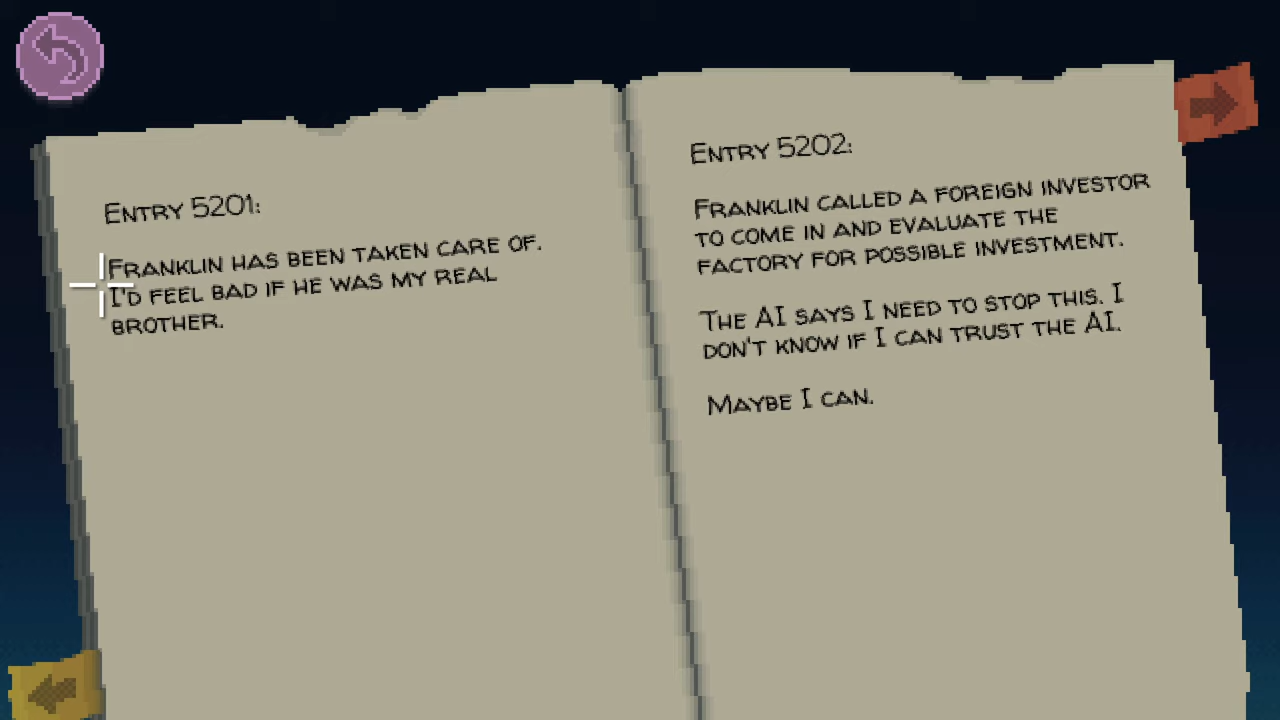 Entry 5201:
Franklin has been taken care of.
I'd feel bad if he was my real
brother.
Entry 5202:
Franklin called a foreign investor
to come in and evaluate the
factory for possible investment.
The AI says I need to stop this. I
don't know if I can trust the AI.
Maybe I can.